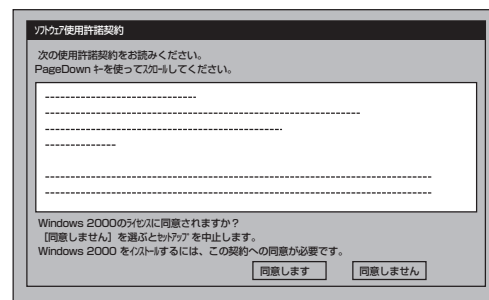 ｿﾌﾄｳｪｱ使用許諾契約
次の使用許諾契約をお読みください。
PageDown ｷｰを使ってｽｸﾛｰﾙしてください。
Windows 2000のﾗｲｾﾝｽに同意されますか？
［同意しません］を選ぶとｾｯﾄｱｯﾌﾟを中止します。
Windows 2000 をｲﾝｽﾄｰﾙするには、この契約への同意が必要です。
同意します　同意しません